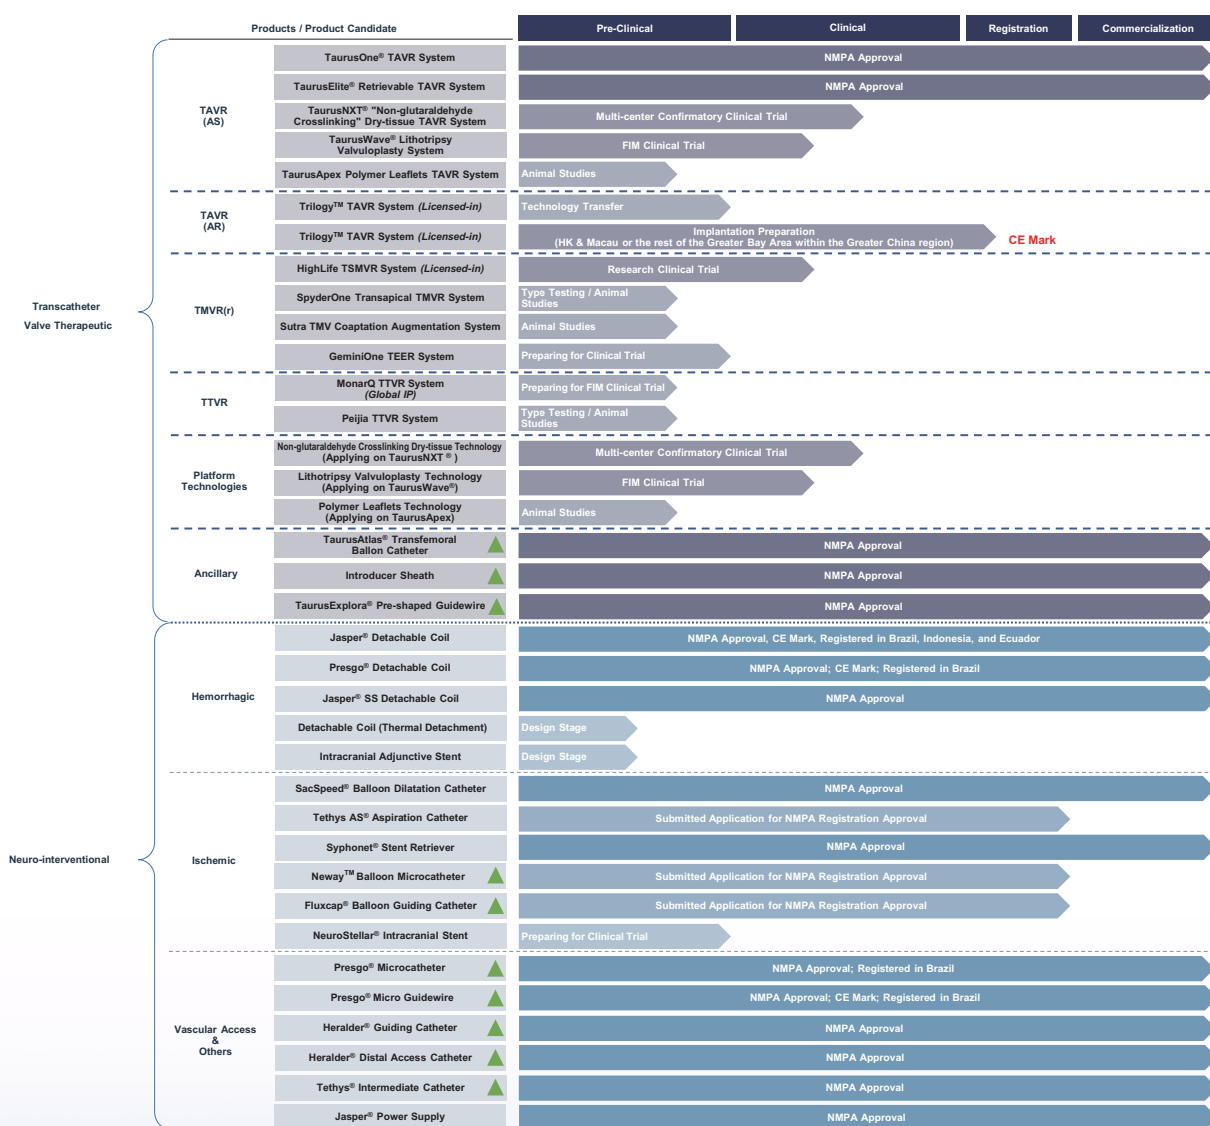 Products / Product Candidate
Pre-Clinical
Clinical
Registration
Commercialization
Transcatheter
Valve Therapeutic
TAVR
(AS)
TaurusOne® TAVR System
NMPA Approval
TaurusElite® Retrievable TAVR System
NMPA Approval
TaurusNXT® "Non-glutaraldehyde
Crosslinking" Dry-tissue TAVR System
Multi-center Confirmatory Clinical Trial
TaurusWave® Lithotripsy
Valvuloplasty System
FIM Clinical Trial
TaurusApex Polymer Leaflets TAVR System
Animal Studies
TAVR
(AR)
Trilogy™ TAVR System (Licensed-in)
Technology Transfer
Trilogy™ TAVR System (Licensed-in)
Implantation Preparation
(HK & Macau or the rest of the Greater Bay Area within the Greater China region)
CE Mark
TMVR(r)
HighLife TSMVR System (Licensed-in)
Research Clinical Trial
SpyderOne Transapical TMVR System
Type Testing / Animal
Studies
Sutra TMV Coaptation Augmentation System
Animal Studies
GeminiOne TEER System
Preparing for Clinical Trial
TTVR
MonarQ TTVR System
(Global IP)
Preparing for FIM Clinical Trial
Peijia TTVR System
Type Testing / Animal
Studies
Platform
Technologies
Non-glutaraldehyde Crosslinking Dry-tissue Technology
(Applying on TaurusNXT ® )
Multi-center Confirmatory Clinical Trial
Lithotripsy Valvuloplasty Technology
(Applying on TaurusWave®)
FIM Clinical Trial
Polymer Leaflets Technology
(Applying on TaurusApex)
Animal Studies
Ancillary
TaurusAtlas® Transfemoral
Ballon Catheter
NMPA Approval
Introducer Sheath
NMPA Approval
TaurusExplora® Pre-shaped Guidewire
NMPA Approval
Neuro-interventional
Hemorrhagic
Jasper® Detachable Coil
NMPA Approval, CE Mark, Registered in Brazil, Indonesia, and Ecuador
Presgo® Detachable Coil
NMPA Approval; CE Mark; Registered in Brazil
Jasper® SS Detachable Coil
NMPA Approval
Detachable Coil (Thermal Detachment)
Design Stage
Intracranial Adjunctive Stent
Design Stage
Ischemic
SacSpeed® Balloon Dilatation Catheter
NMPA Approval
Tethys AS® Aspiration Catheter
Submitted Application for NMPA Registration Approval
Syphonet® Stent Retriever
NMPA Approval
Neway™ Balloon Microcatheter
Submitted Application for NMPA Registration Approval
Fluxcap® Balloon Guiding Catheter
Submitted Application for NMPA Registration Approval
NeuroStellar® Intracranial Stent
Preparing for Clinical Trial
Vascular Access
&
Others
Presgo® Microcatheter
NMPA Approval; Registered in Brazil
Presgo® Micro Guidewire
NMPA Approval; CE Mark; Registered in Brazil
Heralder® Guiding Catheter
NMPA Approval
Heralder® Distal Access Catheter
NMPA Approval
Tethys® Intermediate Catheter
NMPA Approval
Jasper® Power Supply
NMPA Approval